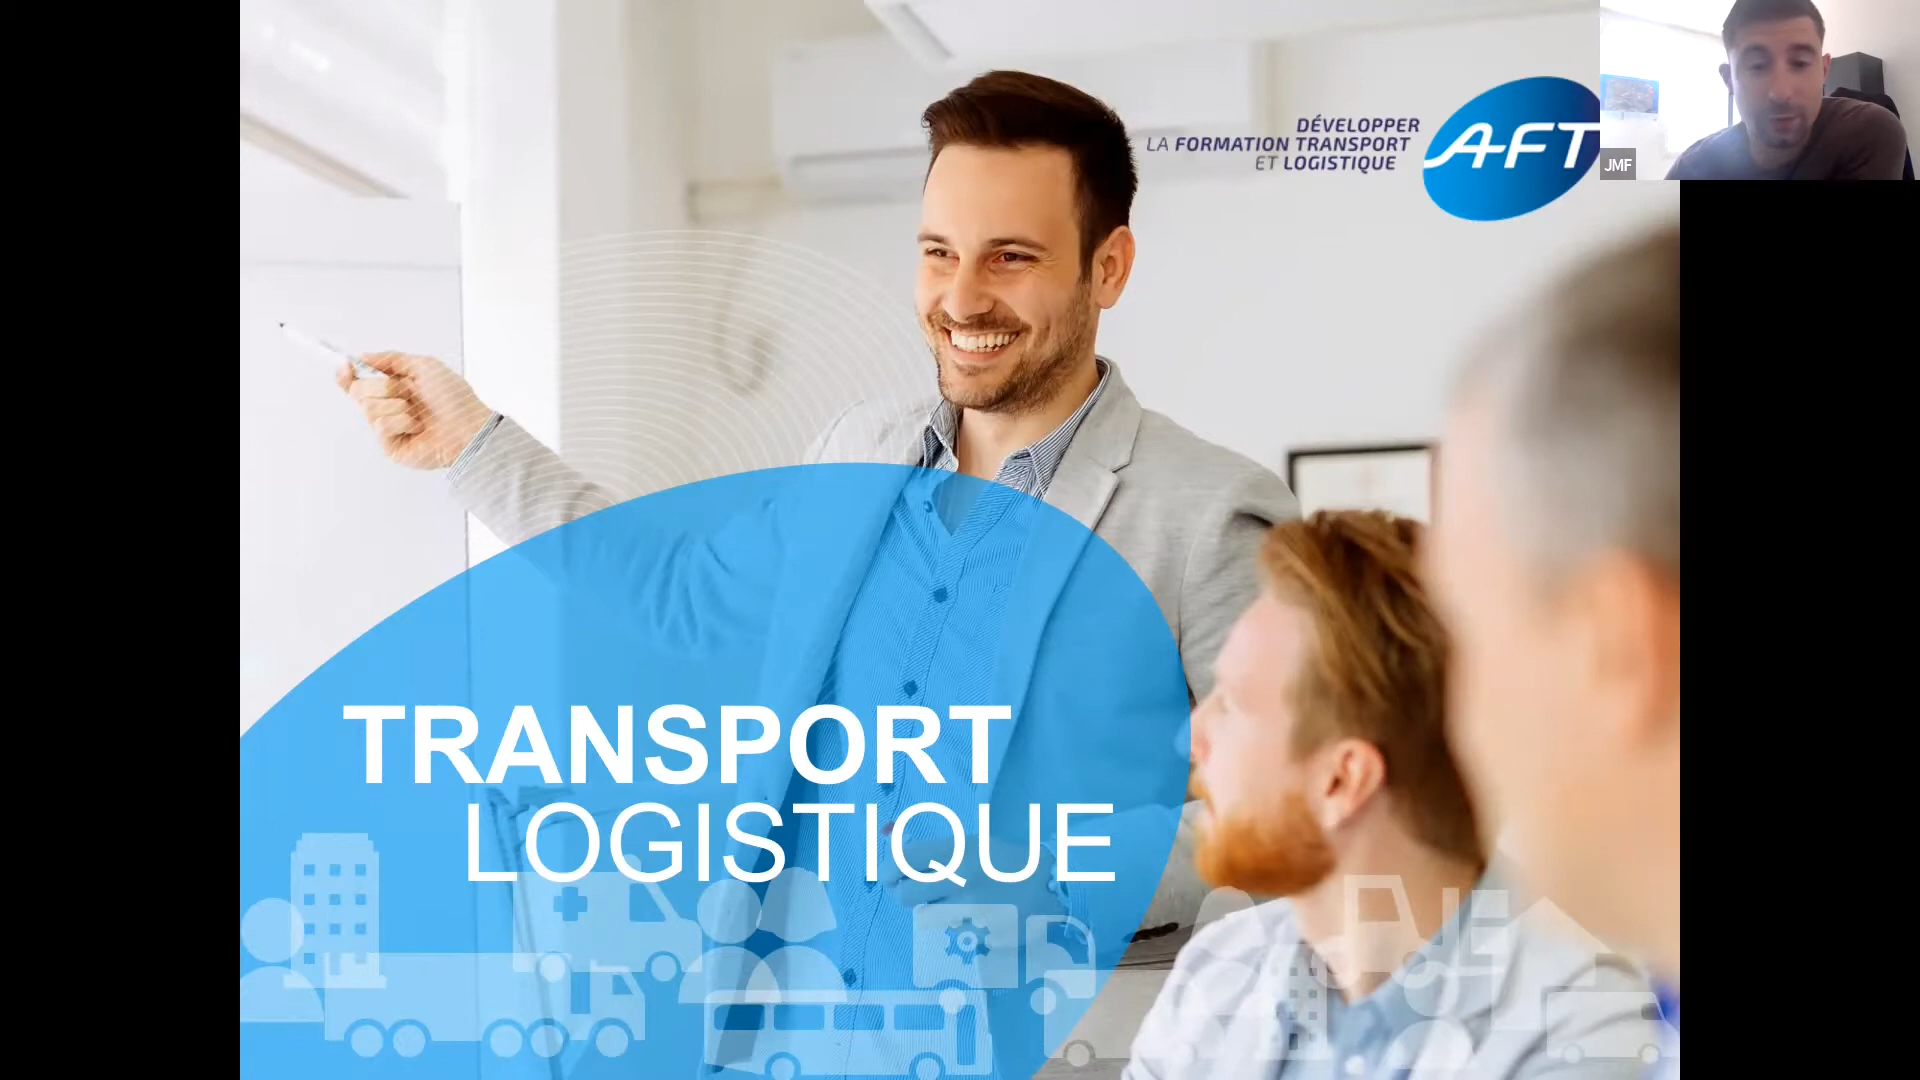 DÉVELOPPER
LA FORMATION TRANSPORT
ET LOGISTIQUE
AFT
JMF
TRANSPORT
LOGISTIQUE